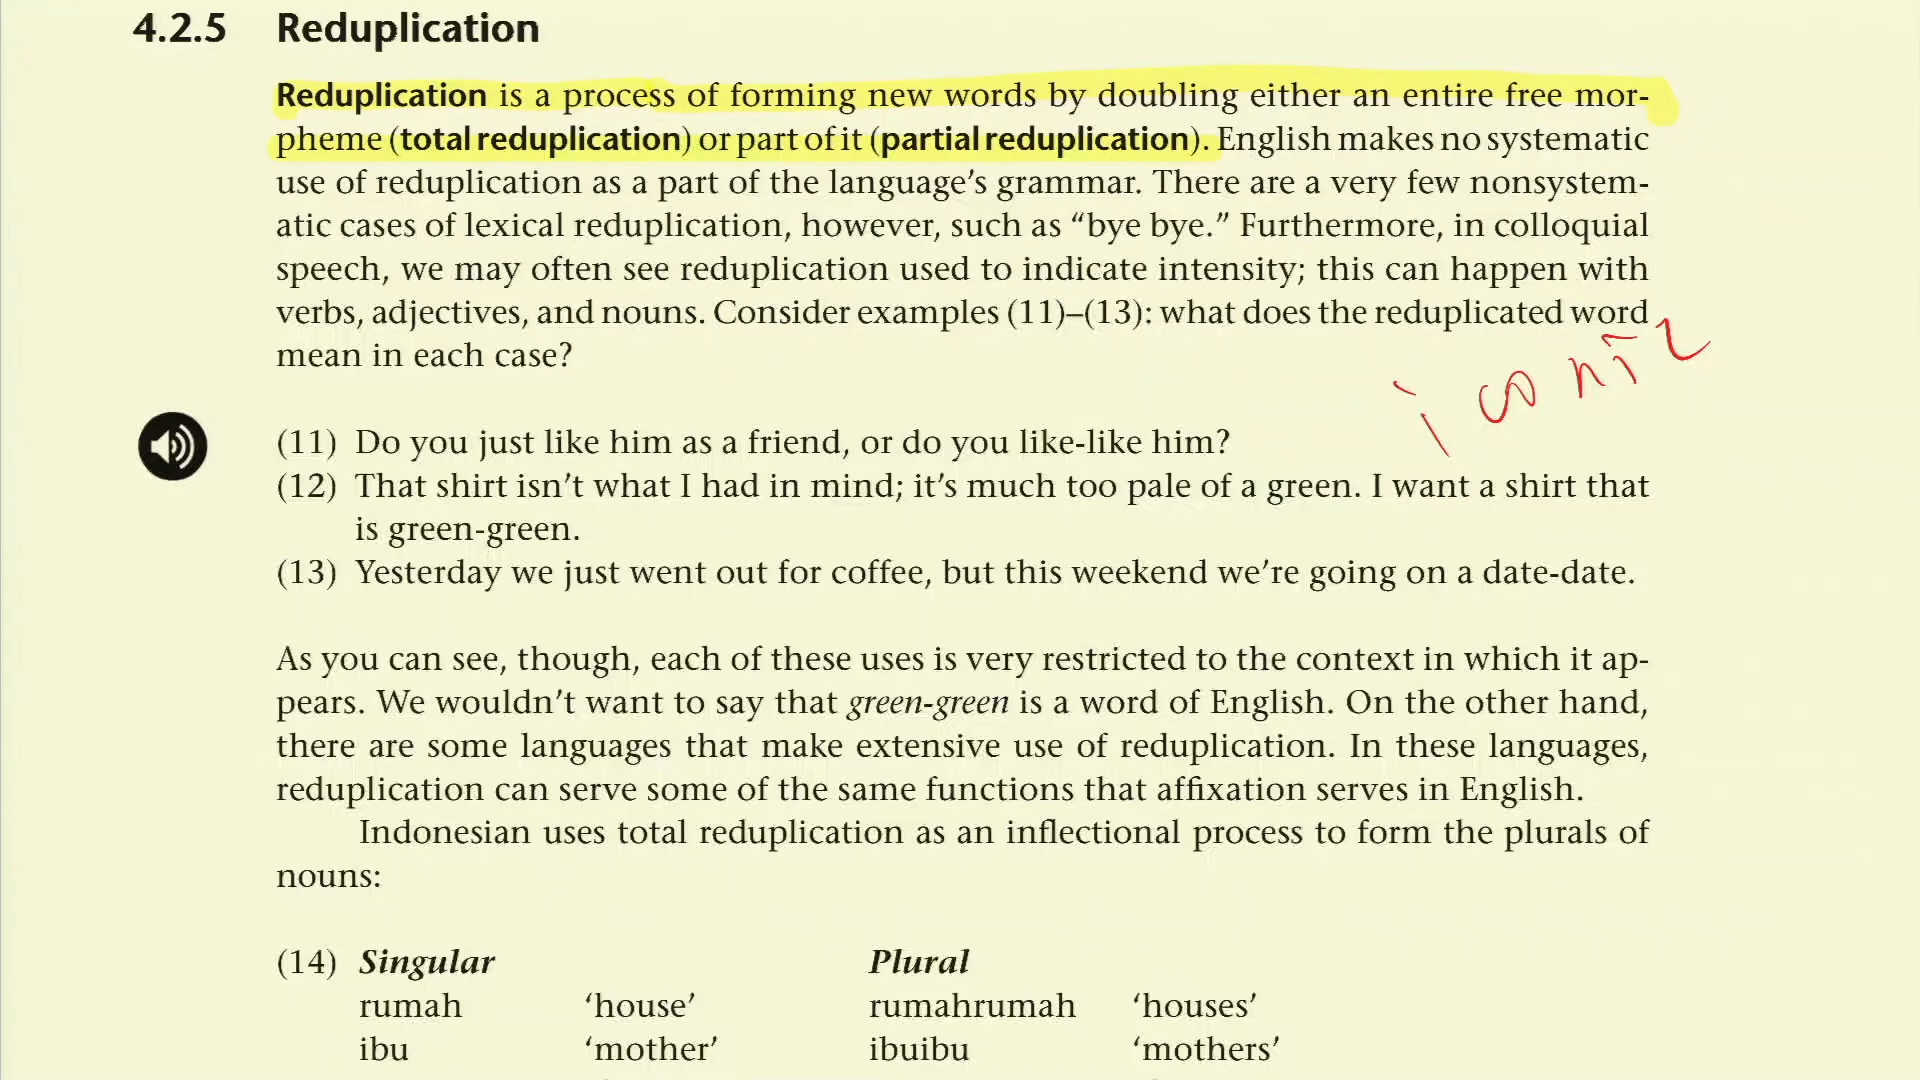 4.2.5 Reduplication
Reduplication is a process of forming new words by doubling either an entire free mor-
pheme (total reduplication) or part of it (partial reduplication). English makes no systematic
use of reduplication as a part of the language’s grammar. There are a very few nonsystem-
atic cases of lexical reduplication, however, such as “bye bye.” Furthermore, in colloquial
speech, we may often see reduplication used to indicate intensity; this can happen with
verbs, adjectives, and nouns. Consider examples (11)–(13): what does the reduplicated word
mean in each case?
iconic
(11) Do you just like him as a friend, or do you like-like him?
(12) That shirt isn’t what I had in mind; it’s much too pale of a green. I want a shirt that
is green-green.
(13) Yesterday we just went out for coffee, but this weekend we’re going on a date-date.
As you can see, though, each of these uses is very restricted to the context in which it ap-
pears. We wouldn’t want to say that green-green is a word of English. On the other hand,
there are some languages that make extensive use of reduplication. In these languages,
reduplication can serve some of the same functions that affixation serves in English.
Indonesian uses total reduplication as an inflectional process to form the plurals of
nouns:
(14) Singular Plural
rumah ‘house’ rumahrumah ‘houses’
ibu ‘mother’ ibuibu ‘mothers’